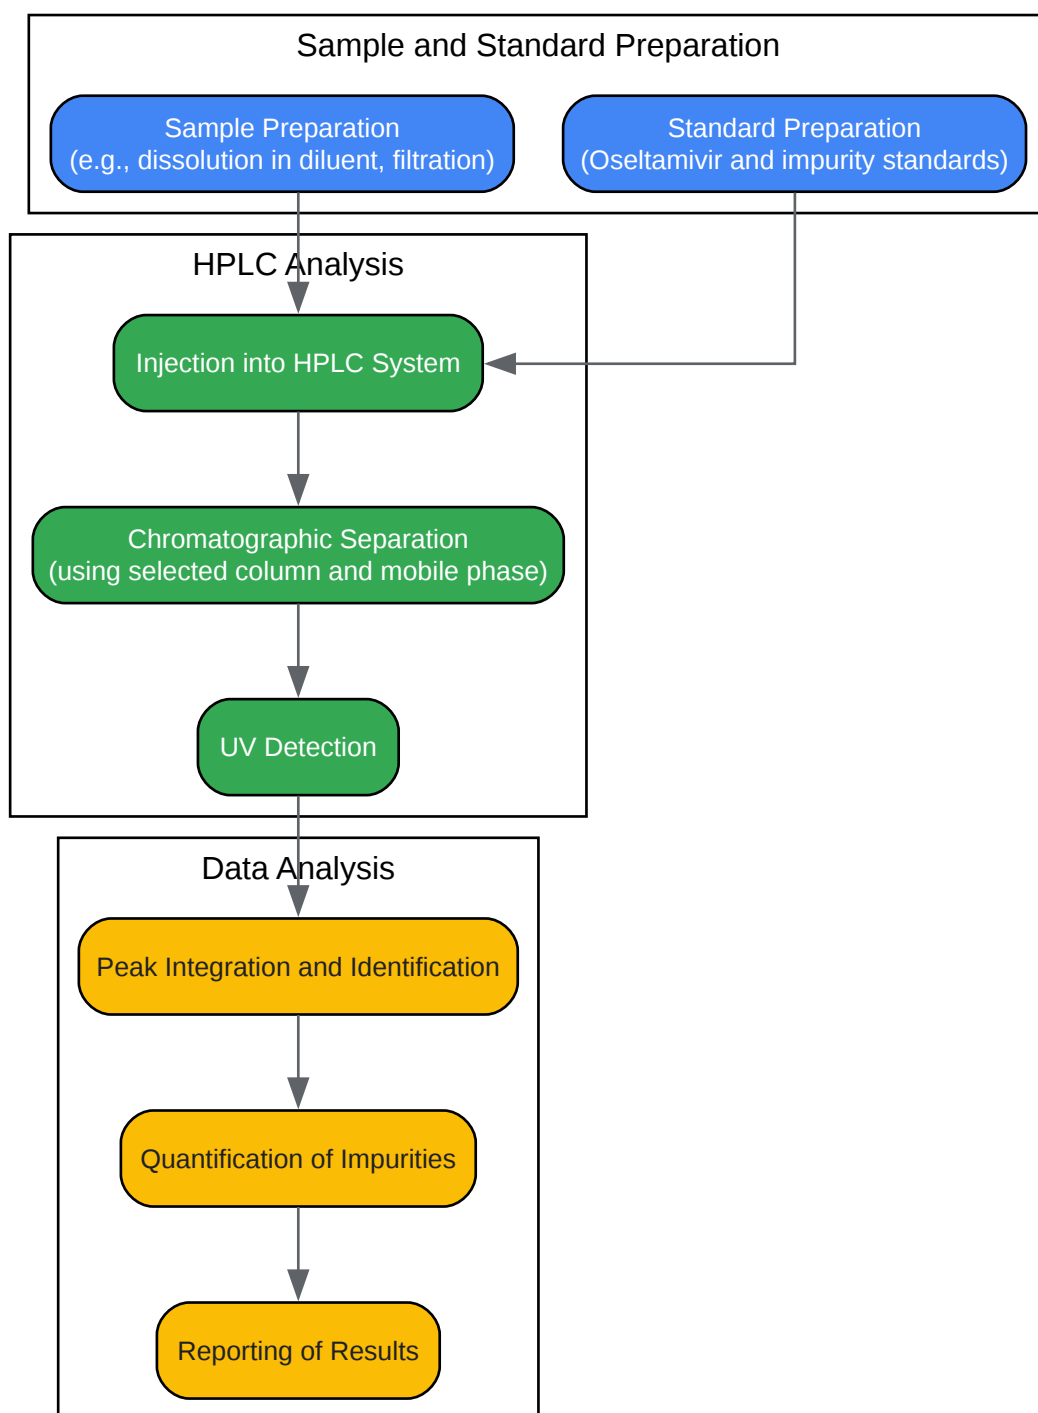 Sample and Standard Preparation
Sample Preparation
(e.g., dissolution in diluent, filtration)
Standard Preparation
(Oseltamivir and impurity standards)
HPLC Analysis
Injection into HPLC System
Chromatographic Separation
(using selected column and mobile phase)
UV Detection
Data Analysis
Peak Integration and Identification
Quantification of Impurities
Reporting of Results